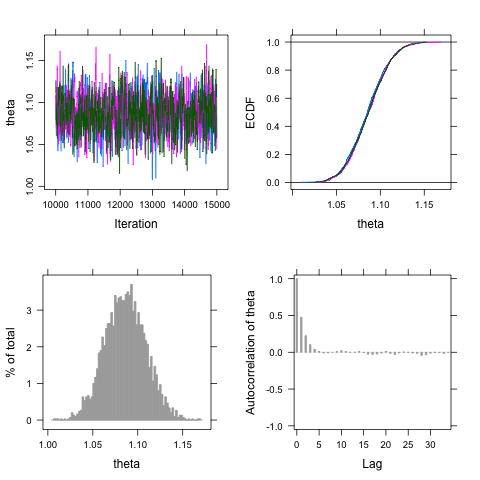 theta
1.15
1.10
1.05
1.00
10000 11000 12000 13000 14000 15000
Iteration
ECDF
1.0
0.8
0.6
0.4
0.2
0.0
1.05 1.10 1.15
theta
% of total
3
2
1
0
1.00 1.05 1.10 1.15
theta
Autocorrelation of theta
1.0
0.5
0.0
-0.5
-1.0
0 5 10 15 20 25 30
Lag